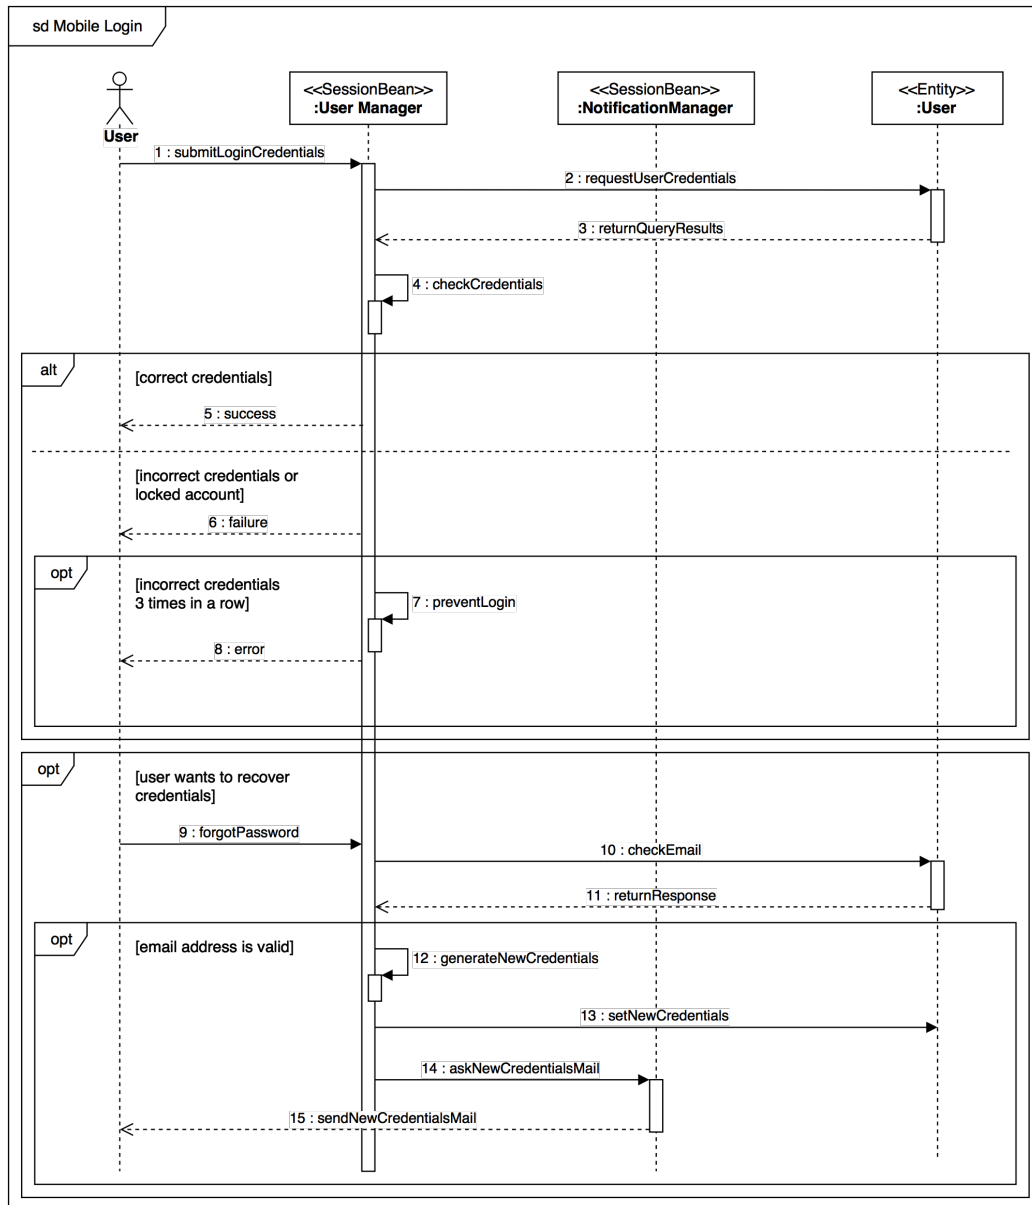 sd Mobile Login
<<SessionBean>>
:User Manager
<<SessionBean>>
:NotificationManager
<<Entity>>
:User
User
1 : submitLoginCredentials
2 : requestUserCredentials
3 : returnQueryResults
4 : checkCredentials
alt
[correct credentials]
5 : success
[incorrect credentials or
locked account]
6 : failure
opt
[incorrect credentials
3 times in a row]
7 : preventLogin
8 : error
opt
[user wants to recover
credentials]
9 : forgotPassword
10 : checkEmail
11 : returnResponse
opt
[email address is valid]
12 : generateNewCredentials
13 : setNewCredentials
14 : askNewCredentialsMail
15 : sendNewCredentialsMail